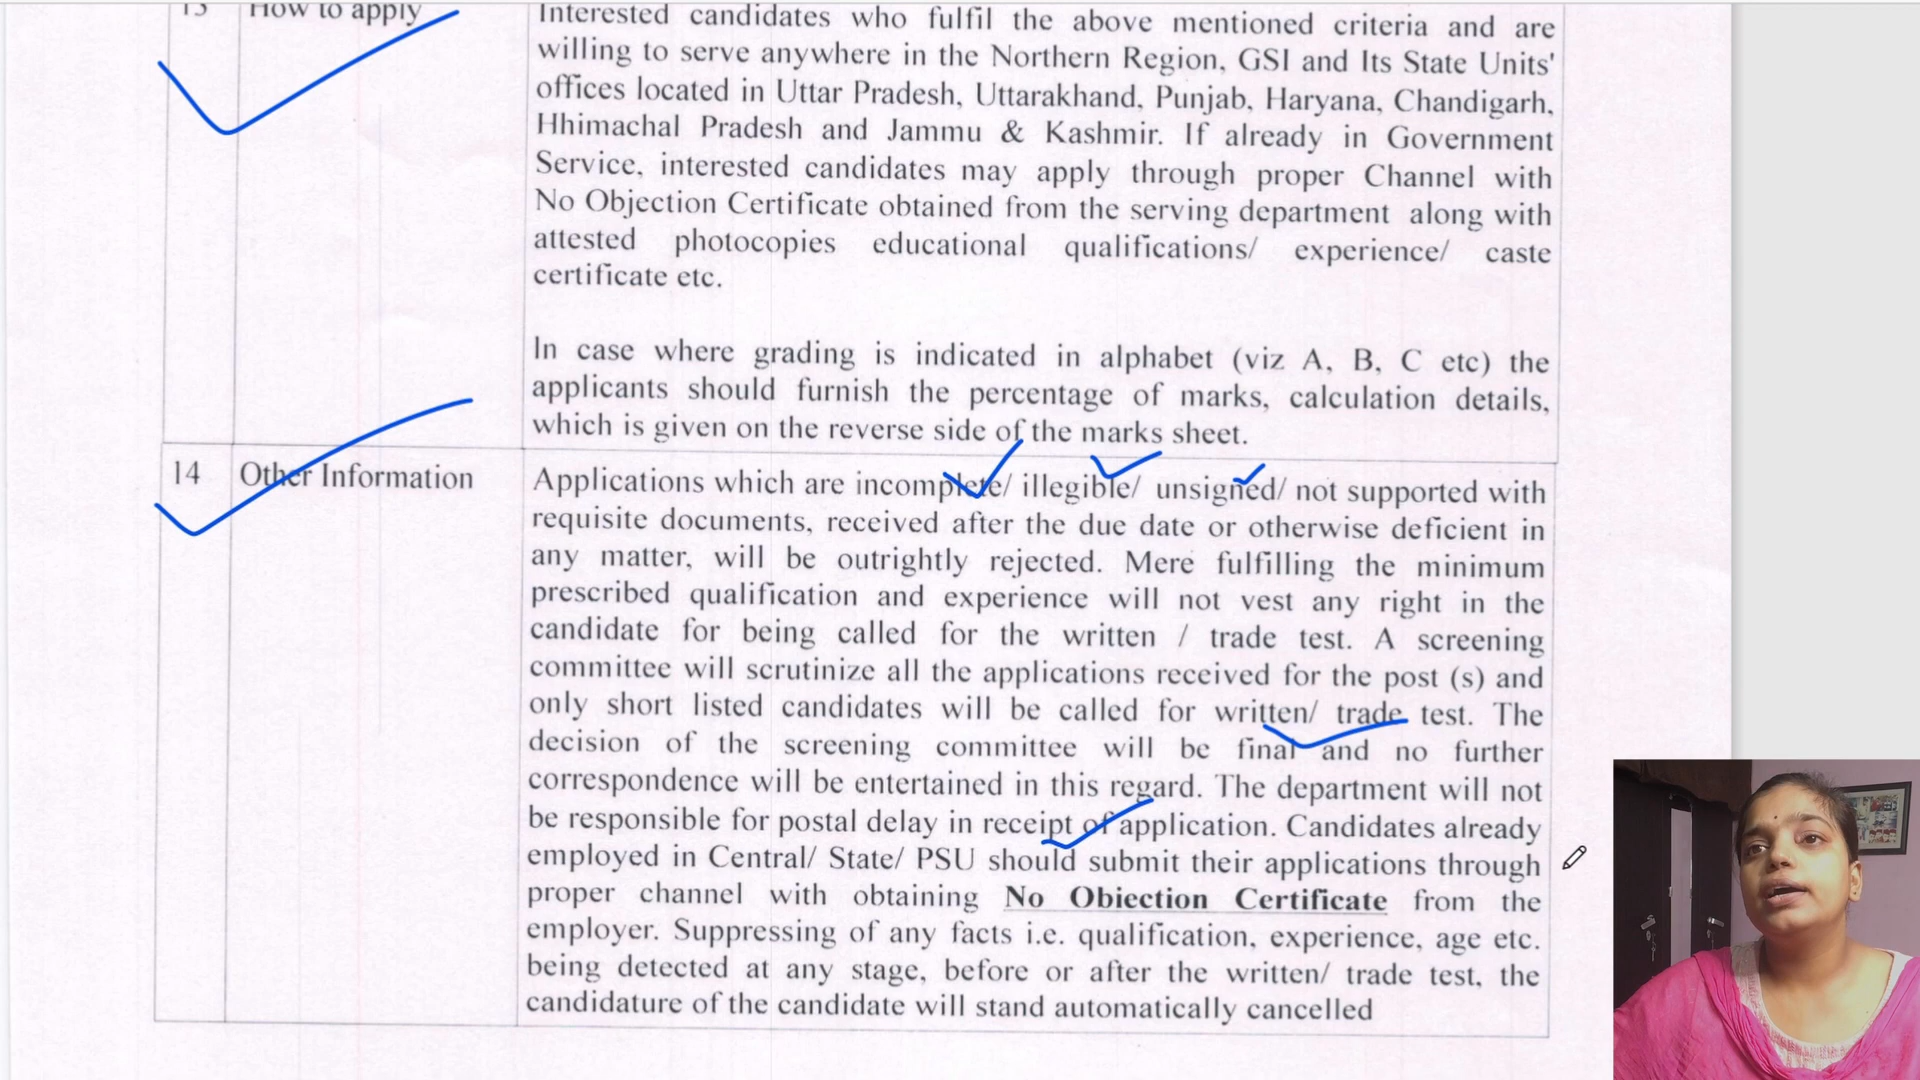 13 How to apply
Interested candidates who fulfil the above mentioned criteria and are
willing to serve anywhere in the Northern Region, GSI and Its State Units'
offices located in Uttar Pradesh, Uttarakhand, Punjab, Haryana, Chandigarh,
Hhimachal Pradesh and Jammu & Kashmir. If already in Government
Service, interested candidates may apply through proper Channel with
No Objection Certificate obtained from the serving department along with
attested photocopies educational qualifications/ experience/ caste
certificate etc.
In case where grading is indicated in alphabet (viz A, B, C etc) the
applicants should furnish the percentage of marks, calculation details,
which is given on the reverse side of the marks sheet.
14 Other Information
Applications which are incomplete/ illegible/ unsigned/ not supported with
requisite documents, received after the due date or otherwise deficient in
any matter, will be outrightly rejected. Mere fulfilling the minimum
prescribed qualification and experience will not vest any right in the
candidate for being called for the written / trade test. A screening
committee will scrutinize all the applications received for the post (s) and
only short listed candidates will be called for written/ trade test. The
decision of the screening committee will be final and no further
correspondence will be entertained in this regard. The department will not
be responsible for postal delay in receipt of application. Candidates already
employed in Central/ State/ PSU should submit their applications through
proper channel with obtaining No Obiection Certificate from the
employer. Suppressing of any facts i.e. qualification, experience, age etc.
being detected at any stage, before or after the written/ trade test, the
candidature of the candidate will stand automatically cancelled